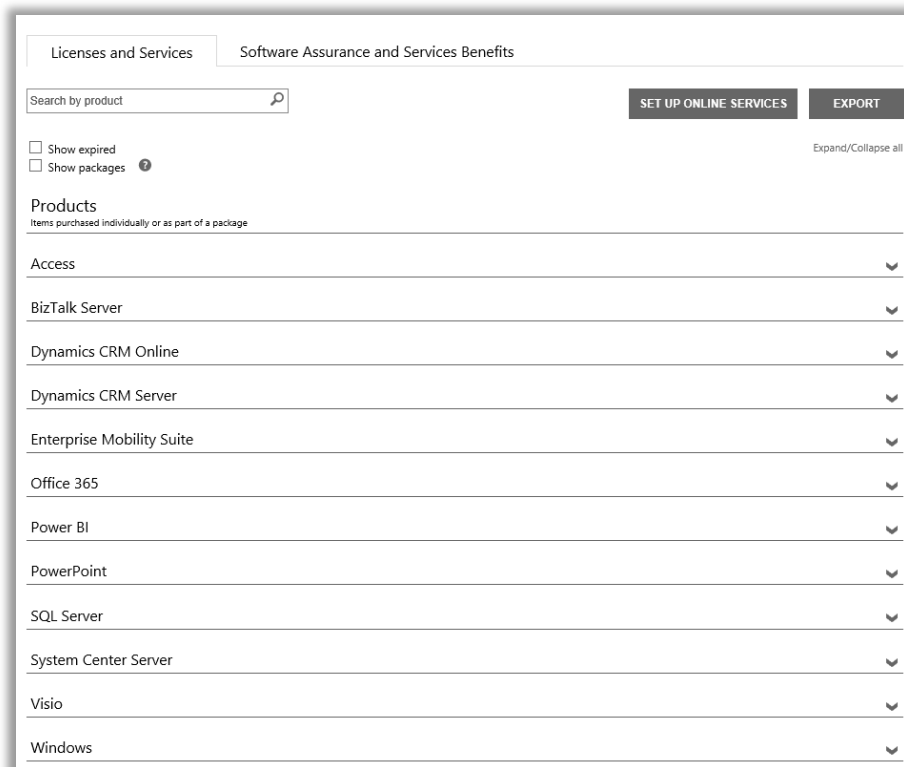 Licenses and Services
Software Assurance and Services Benefits
Search by product
SET UP ONLINE SERVICES
EXPORT
Show expired
Expand/Collapse all
Show packages ?
Products
Items purchased individually or as part of a package
Access
BizTalk Server
Dynamics CRM Online
Dynamics CRM Server
Enterprise Mobility Suite
Office 365
Power BI
PowerPoint
SQL Server
System Center Server
Visio
Windows